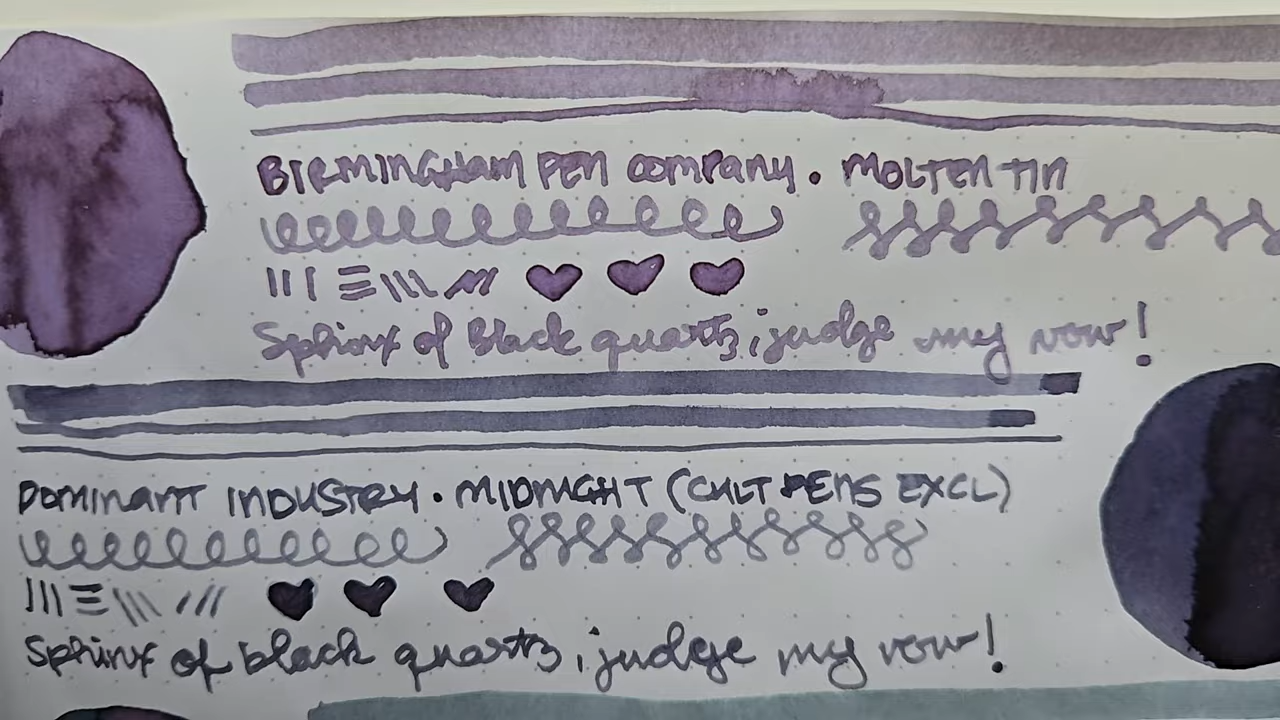 BIRMINGHAM PEN COMPANY. MOLTEN TIN
Sphinx of Black quartz, judge my vow!
DOMINANT INDUSTRY. MIDNIGHT (CULT PENS EXCL)
Sphinx of black quartz, judge my vow!